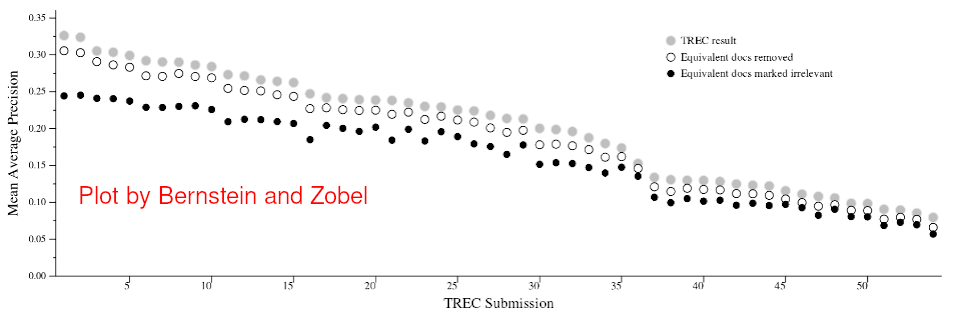 0.35
0.30
0.25
0.20
0.15
0.10
0.05
0.00
Mean Average Precision
TREC result
Equivalent docs removed
Equivalent docs marked irrelevant
Plot by Bernstein and Zobel
5 10 15 20 25 30 35 40 45 50
TREC Submission